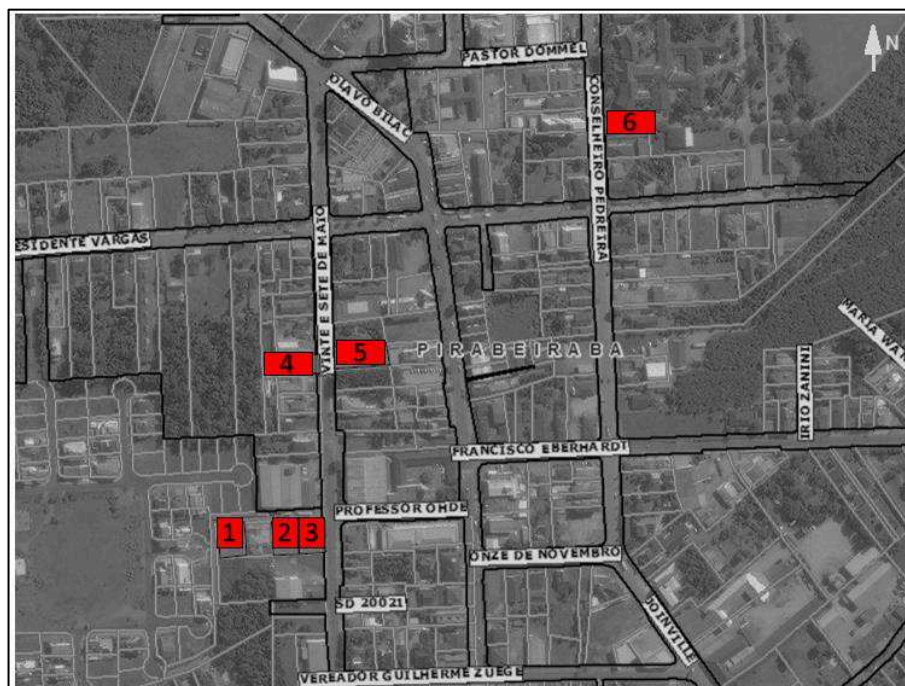 PASTOR DOMMEL
N
OLAVO BILAC
CONSELHEIRO PEDREIRA
6
ESIDENTE VARGAS
VINTE E SETE DE MAIO
4
5
PIRABEIRABA
MARIA WAN
IRIO ZANINI
FRANCISCO EBERHARDT
PROFESSOR OHDE
1
2
3
ONZE DE NOVEMBRO
SD 20021
JOINVILLE
VEREADOR GUILHERME ZUEGE